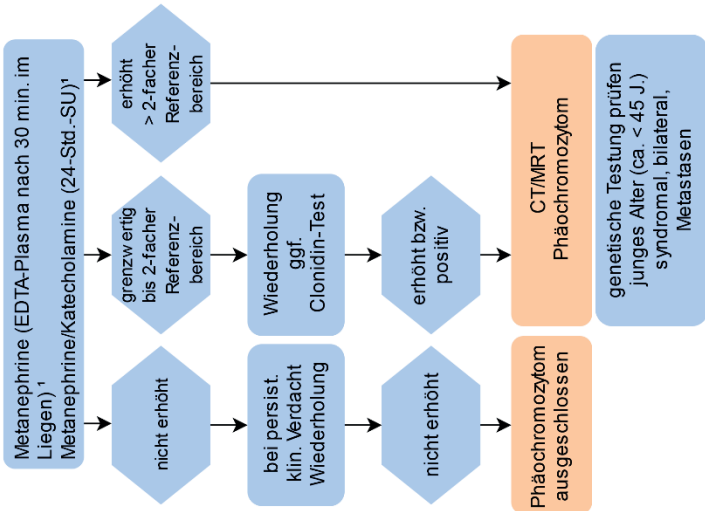 Metanephrine (EDTA-Plasma nach 30 min. im
Liegen) ¹
Metanephrine/Katecholamine (24-Std.-SU)¹
nicht erhöht
grenzwertig
bis 2-facher
Referenz-
bereich
erhöht
> 2-facher
Referenz-
bereich
bei persist.
klin. Verdacht
Wiederholung
Wiederholung
ggf.
Clonidin-Test
nicht erhöht
erhöht bzw.
positiv
Phäochromozytom
ausgeschlossen
CT/MRT
Phäochromozytom
genetische Testung prüfen
junges Alter (ca. < 45 J.)
syndromal, bilateral,
Metastasen